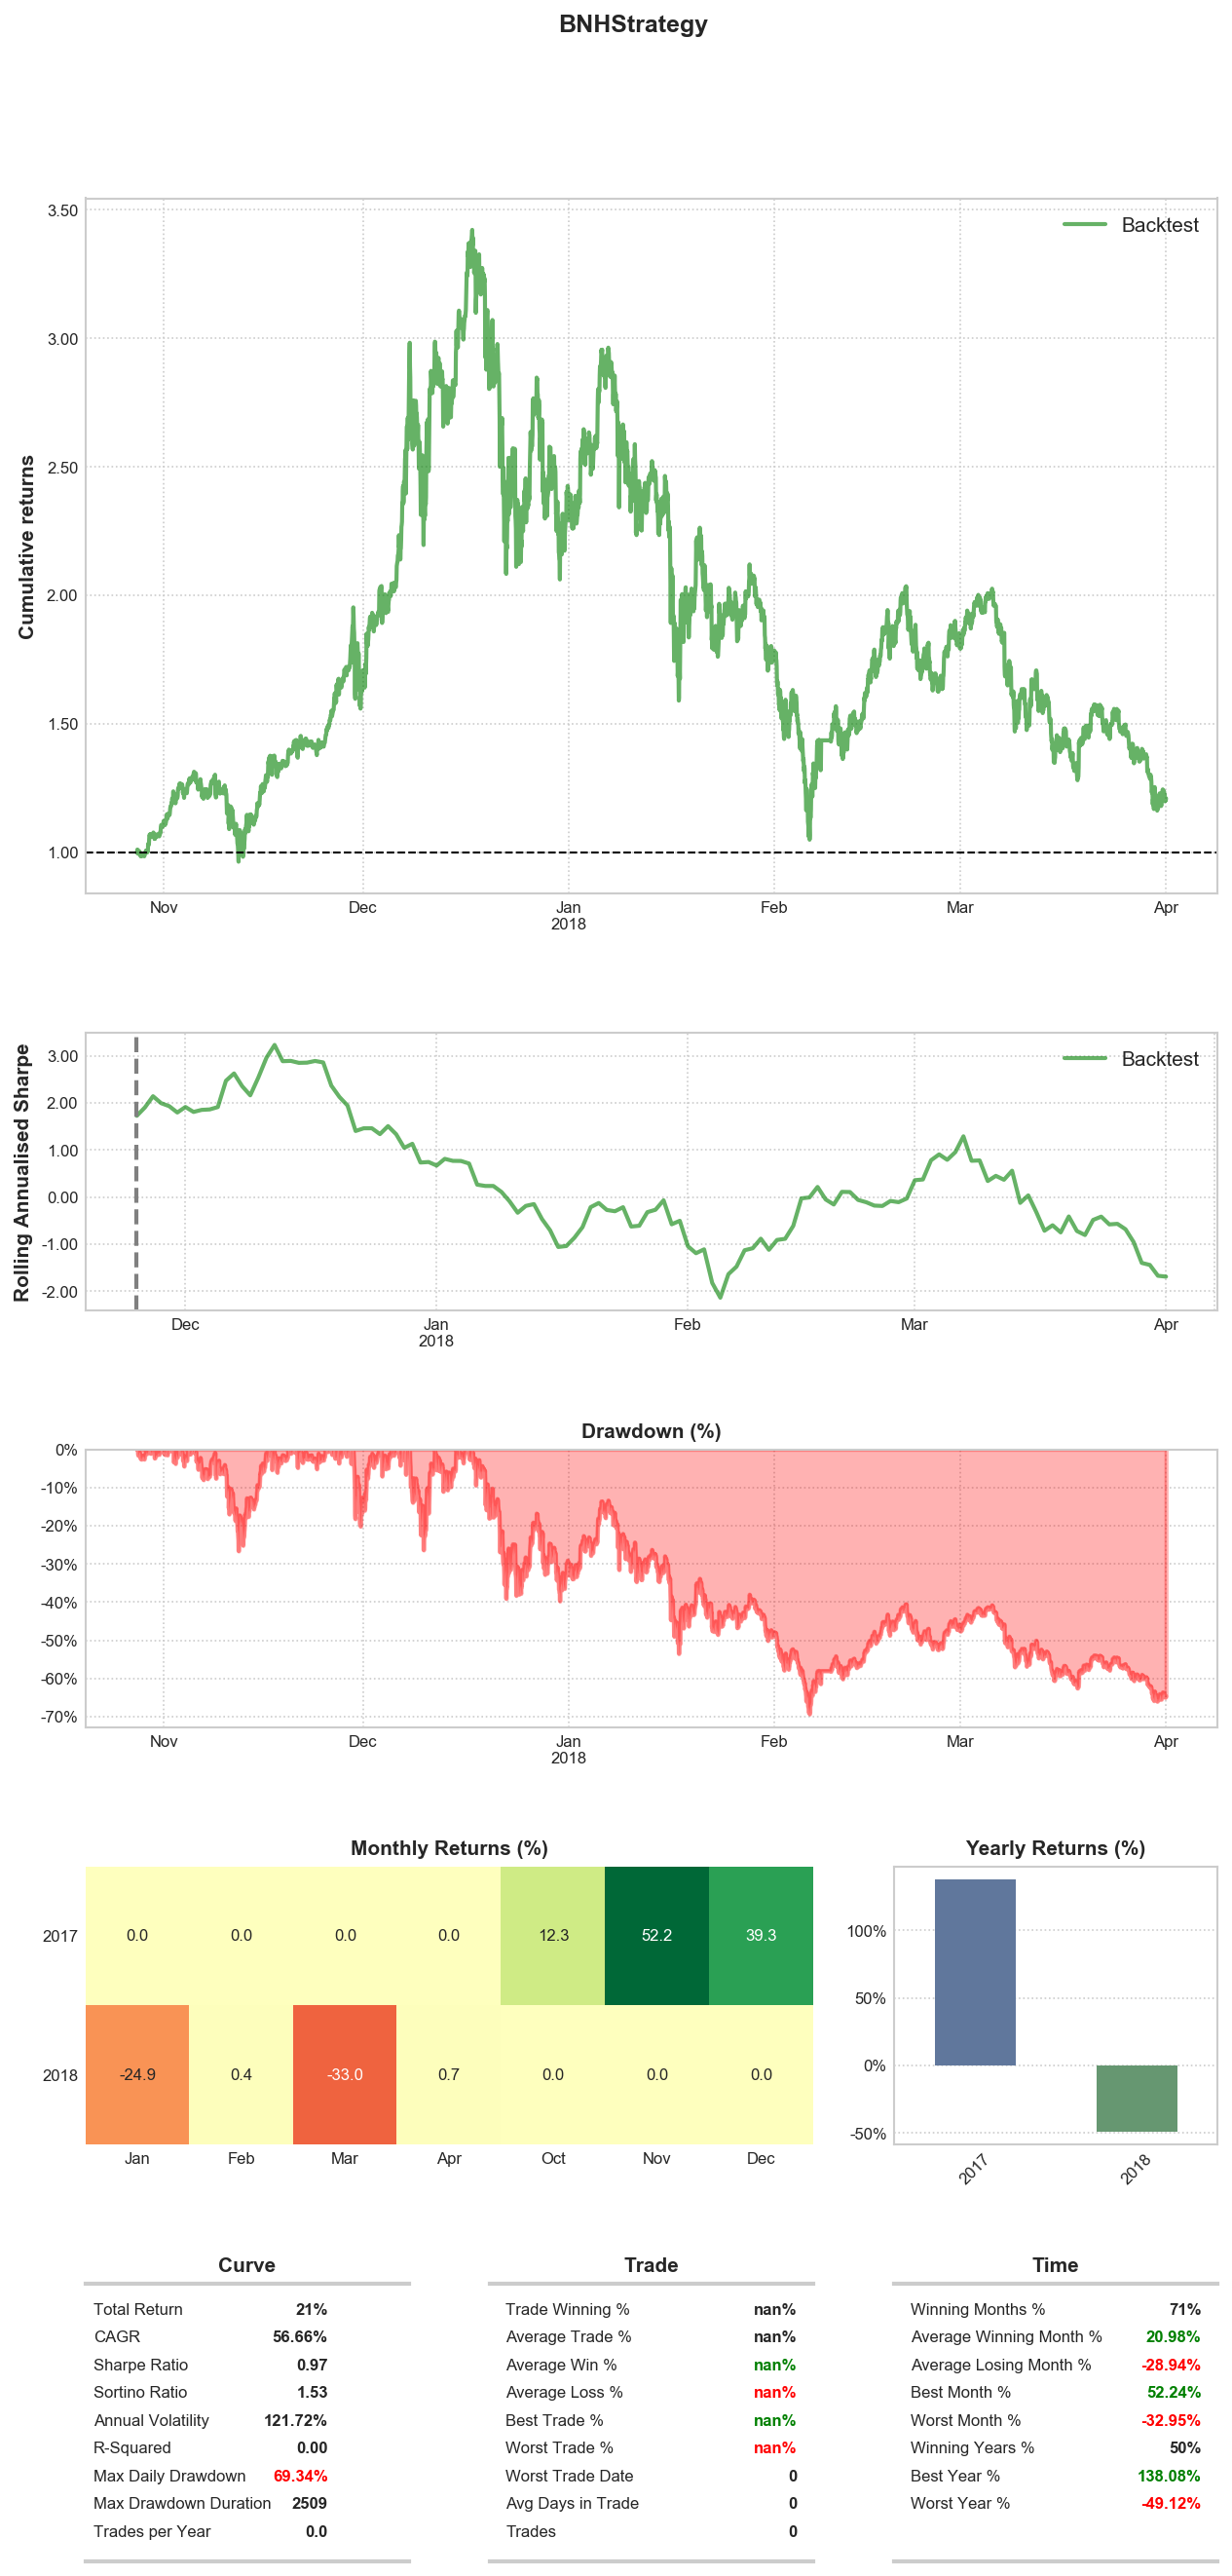 BNHStrategy
Cumulative returns
3.50
3.00
2.50
2.00
1.50
1.00
Backtest
Nov Dec Jan Feb Mar Apr
2018
Rolling Annualised Sharpe
3.00
2.00
1.00
0.00
-1.00
-2.00
Backtest
Dec Jan Feb Mar Apr
2018
Drawdown (%)
0%
-10%
-20%
-30%
-40%
-50%
-60%
-70%
Nov Dec Jan Feb Mar Apr
2018
Monthly Returns (%)
2017 0.0 0.0 0.0 0.0 12.3 52.2 39.3
2018 -24.9 0.4 -33.0 0.7 0.0 0.0 0.0
Jan Feb Mar Apr Oct Nov Dec
Yearly Returns (%)
100%
50%
0%
-50%
2017 2018
Curve
Total Return 21%
CAGR 56.66%
Sharpe Ratio 0.97
Sortino Ratio 1.53
Annual Volatility 121.72%
R-Squared 0.00
Max Daily Drawdown 69.34%
Max Drawdown Duration 2509
Trades per Year 0.0
Trade
Trade Winning % nan%
Average Trade % nan%
Average Win % nan%
Average Loss % nan%
Best Trade % nan%
Worst Trade % nan%
Worst Trade Date 0
Avg Days in Trade 0
Trades 0
Time
Winning Months % 71%
Average Winning Month % 20.98%
Average Losing Month % -28.94%
Best Month % 52.24%
Worst Month % -32.95%
Winning Years % 50%
Best Year % 138.08%
Worst Year % -49.12%